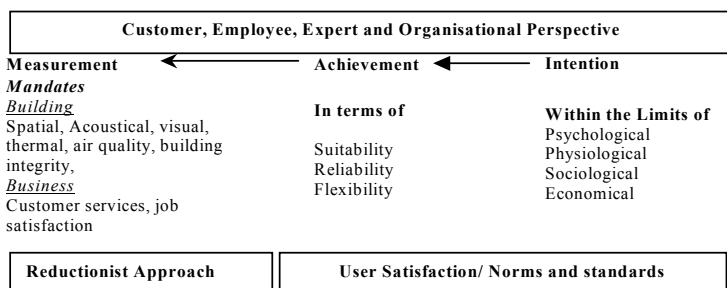 Customer, Employee, Expert and Organisational Perspective
Measurement
Mandates
Building
Spatial, Acoustical, visual,
thermal, air quality, building
integrity,
Business
Customer services, job
satisfaction
Achievement
In terms of
Suitability
Reliability
Flexibility
Intention
Within the Limits of
Psychological
Physiological
Sociological
Economical
Reductionist Approach
User Satisfaction/ Norms and standards